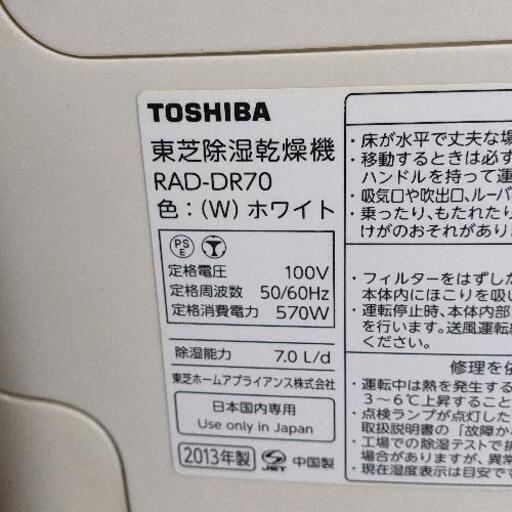 TOSHIBA
東芝除湿乾燥機
RAD-DR70
色：(W) ホワイト
PS
E
定格電圧 100V
定格周波数 50/60Hz
定格消費電力 570W
除湿能力 7.0 L/d
東芝ホームアプライアンス株式会社
日本国内専用
Use only in Japan
2013年製
JET
中国製
・床が水平で丈夫な場
・移動するときは必ず
ハンドルを持って運
・吸気口や吹出口、ルーバ
・乗ったり、もたれたり
けがのおそれがありま
・フィルターをはずした
本体内にほこりを吸い
・運転停止時、本体内部
を行います。送風運転
ください。
修理を依
・運転中は熱を発生する
3～6℃上昇すること
・点検ランプが点灯した
取扱説明書の「故障か
・工場での除湿テストで排
ありますが、異常
・現在湿度表示は目安です